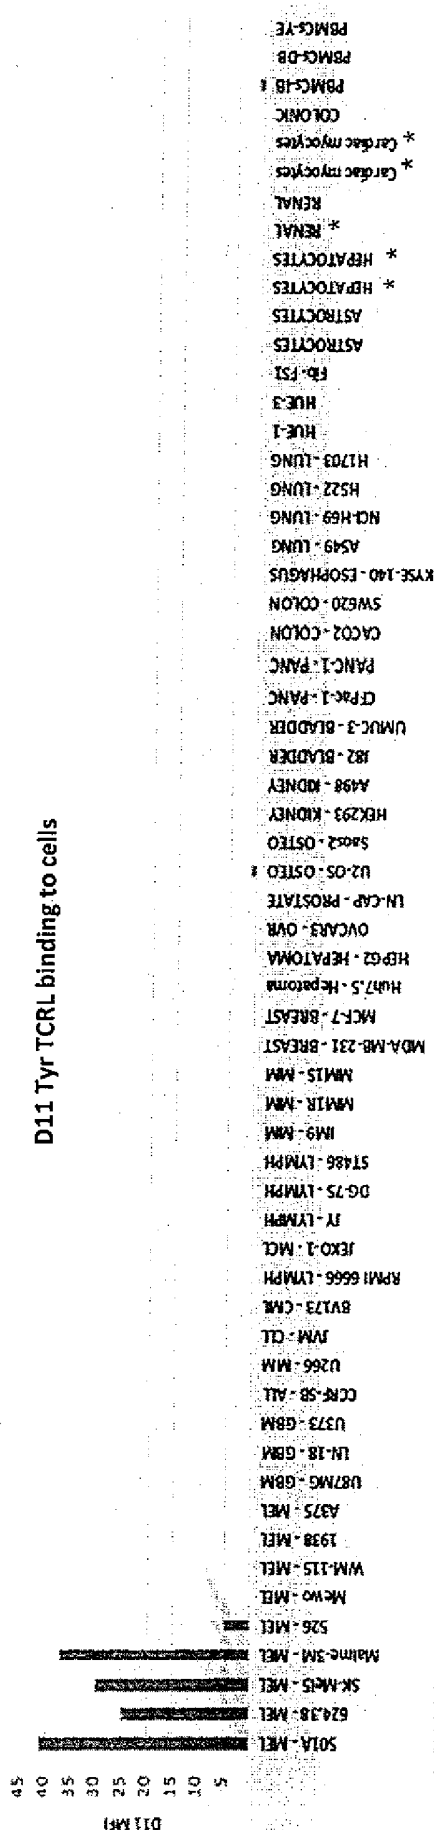 D11 Tyr TCRL binding to cells
D11 MFI
45
40
35
30
25
20
15
10
5
501A - MEL
624.38 - MEL
SK-Mel5 - MEL
Malme-3M - MEL
526 - MEL
Mewo - MEL
WM-115 - MEL
1938 - MEL
A375 - MEL
U87MG - GBM
LN-18 - GBM
U373 - GBM
CCRF-SB - ALL
U266 - MM
JVM - CLL
BV173 - CML
RPMI 6666 - LYMPH
JEKO-1 - MCL
JY - LYMPH
DG-75 - LYMPH
ST486 - LYMPH
IM9 - MM
MM1R - MM
MM1S - MM
MDA-MB-231 - BREAST
MCF-7 - BREAST
Huh7.5 - Hepatoma
HEPG2 - HEPATOMA
OVCAR3 - OVR
LN-CAP - PROSTATE
U2-OS - OSTEO
Saos2 - OSTEO
HEK293 - KIDNEY
A498 - KIDNEY
J82 - BLADDER
UMUC-3 - BLADDER
CFPac-1 - PANC
PANC-1 - PANC
CACO2 - COLON
SW620 - COLON
KYSE-140 - ESOPHAGUS
A549 - LUNG
NCI-H69 - LUNG
H522 - LUNG
H1703 - LUNG
HUE-1
HUE-3
Fib-FS1
ASTROCYTES
ASTROCYTES
* HEPATOCYTES
* HEPATOCYTES
* RENAL
RENAL
* Cardiac myocytes
* Cardiac myocytes
COLONIC
PBMCs-IB
PBMCs-DB
PBMCs-YE